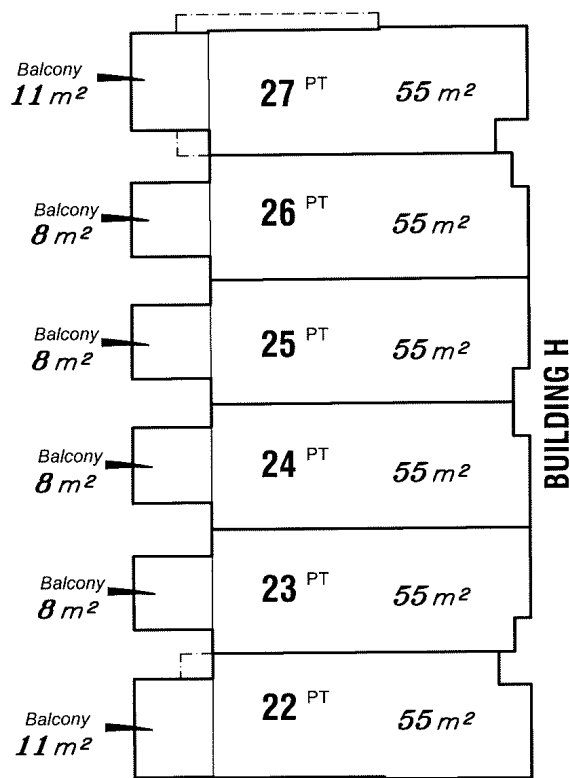 Balcony
11 m²
27 PT 55 m²
Balcony
8 m²
26 PT 55 m²
Balcony
8 m²
25 PT 55 m²
BUILDING H
Balcony
8 m²
24 PT 55 m²
Balcony
8 m²
23 PT 55 m²
Balcony
11 m²
22 PT 55 m²